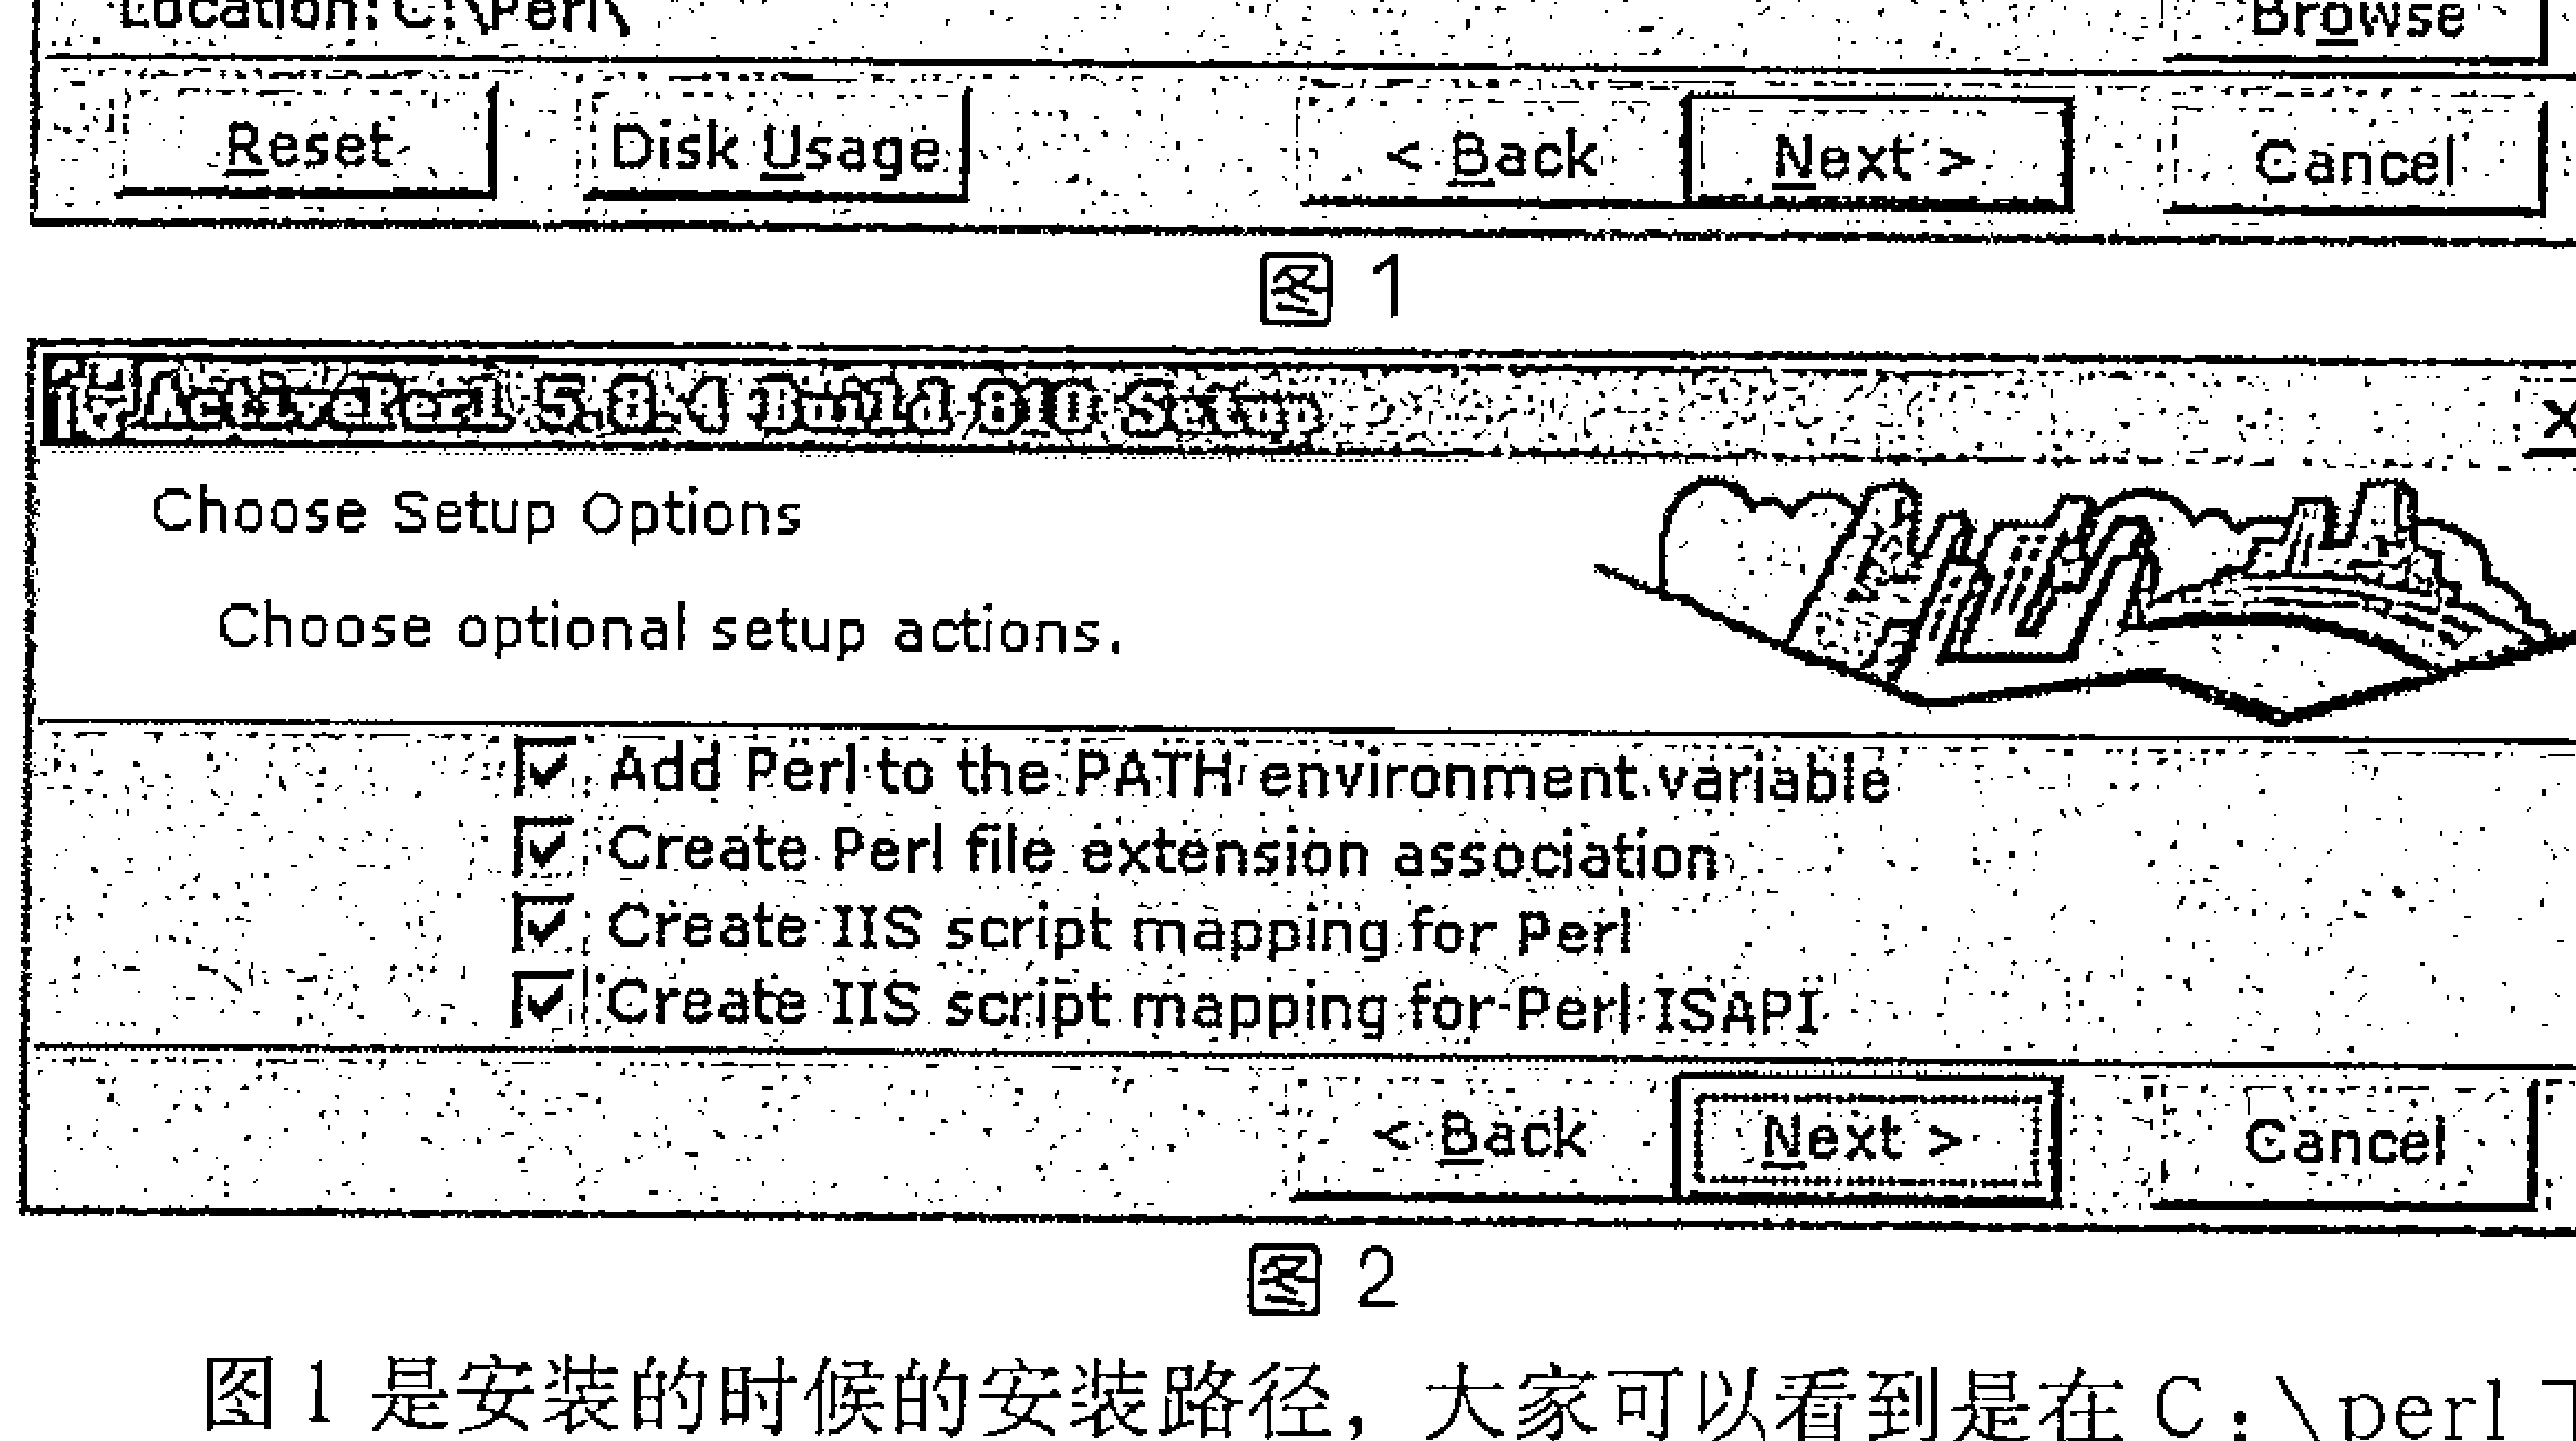 Location: C:\Perl\
Browse
Reset Disk Usage < Back Next > Cancel
图 1
ActivePerl 5.8.4 Build 810 Setup
Choose Setup Options
Choose optional setup actions.
Add Perl to the PATH environment variable
Create Perl file extension association
Create IIS script mapping for Perl
Create IIS script mapping for Perl ISAPI
< Back Next > Cancel
图 2
图 1 是安装的时候的安装路径，大家可以看到是在 C：\perl 下